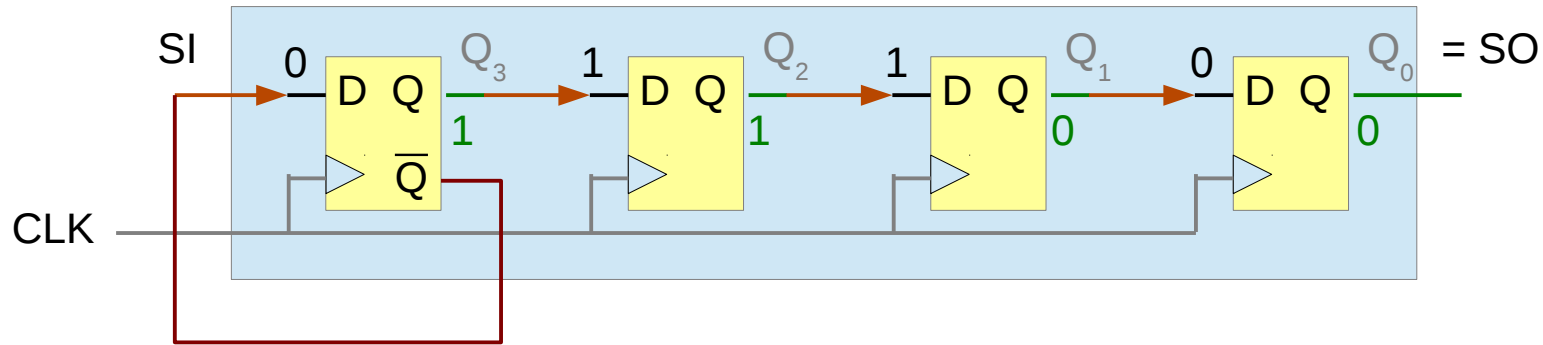 SI 0 Q₃ 1 Q₂ 1 Q₁ 0 Q₀ = SO
D Q D Q D Q D Q
1 1 0 0
Q̅
CLK